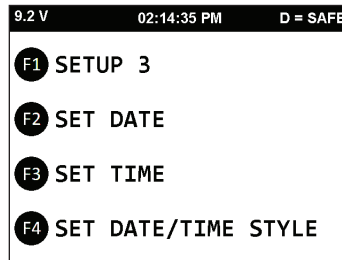 9.2 V 02:14:35 PM D = SAFE
F1 SETUP 3
F2 SET DATE
F3 SET TIME
F4 SET DATE/TIME STYLE